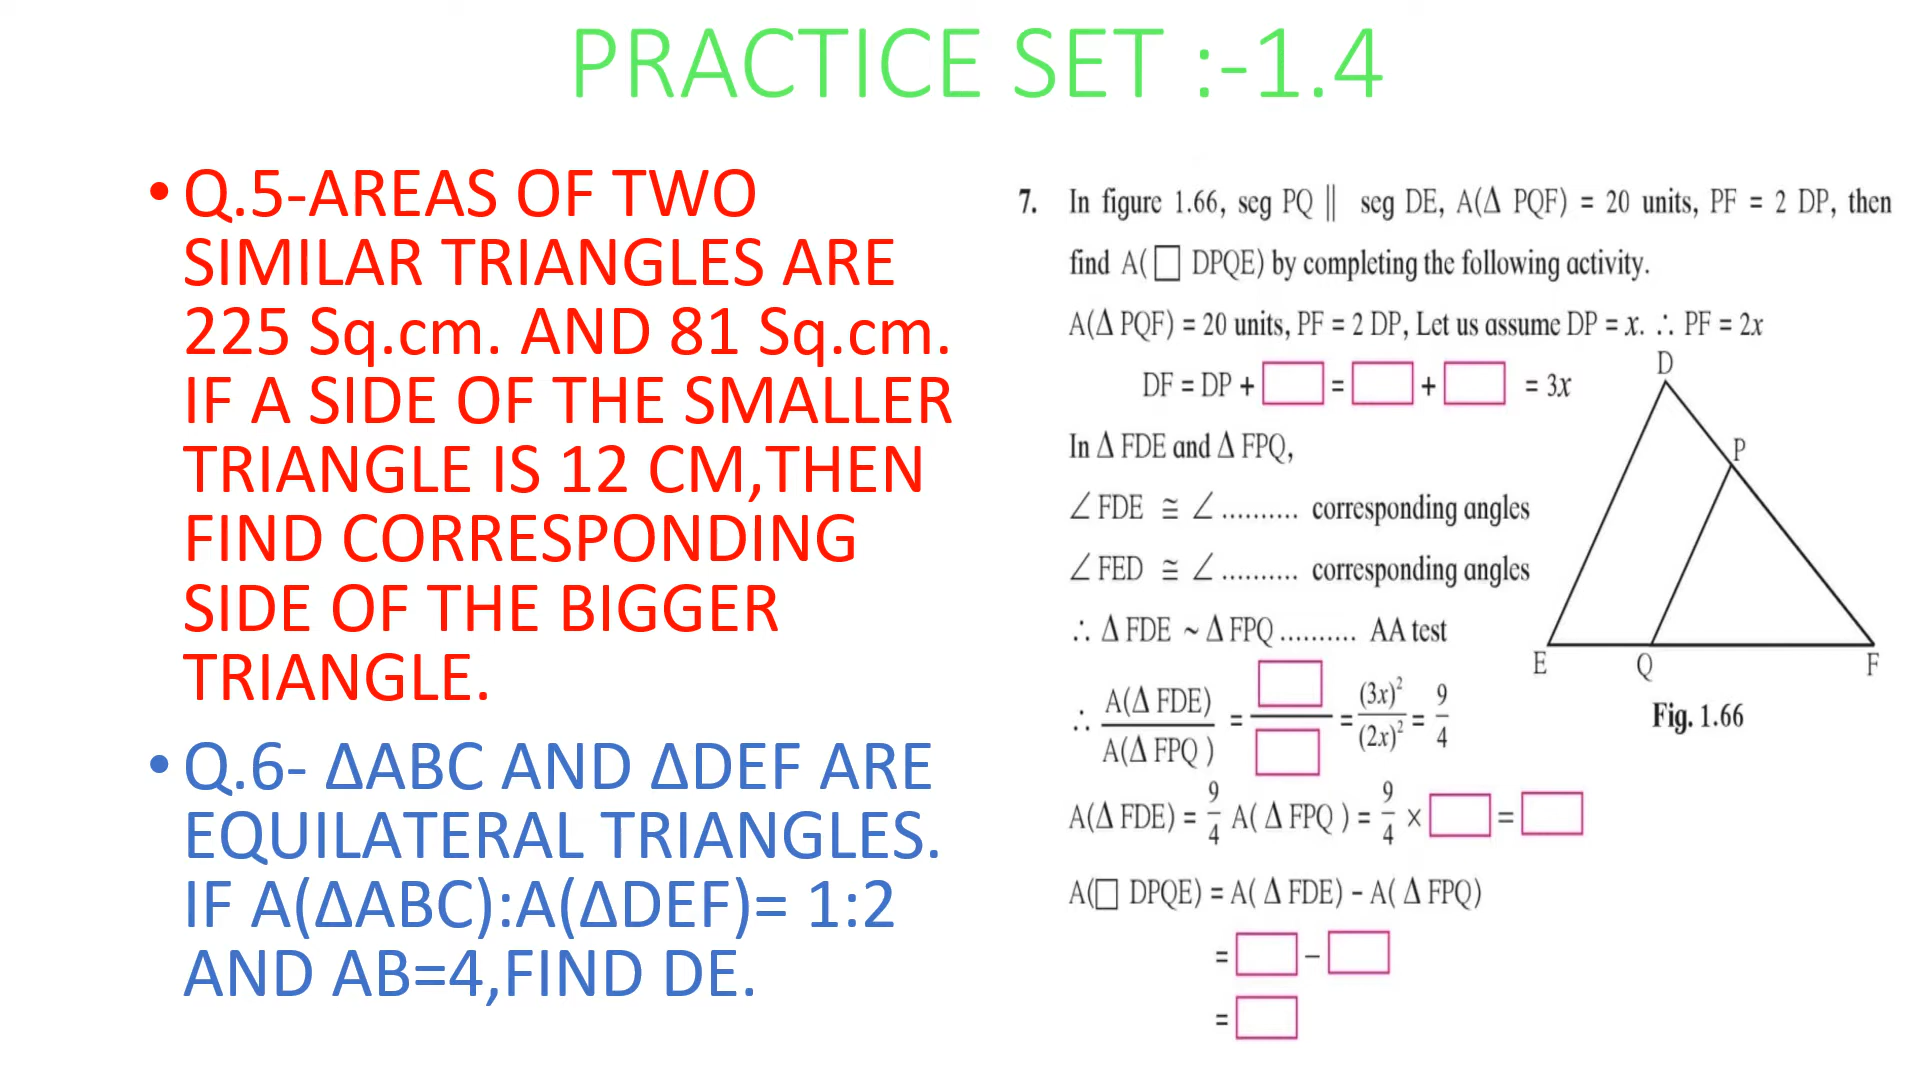 PRACTICE SET :-1.4
• Q.5-AREAS OF TWO
SIMILAR TRIANGLES ARE
225 Sq.cm. AND 81 Sq.cm.
IF A SIDE OF THE SMALLER
TRIANGLE IS 12 CM,THEN
FIND CORRESPONDING
SIDE OF THE BIGGER
TRIANGLE.
• Q.6- ΔABC AND ΔDEF ARE
EQUILATERAL TRIANGLES.
IF A(ΔABC):A(ΔDEF)= 1:2
AND AB=4,FIND DE.
7. In figure 1.66, seg PQ || seg DE, A(Δ PQF) = 20 units, PF = 2 DP, then
find A(□ DPQE) by completing the following activity.
A(Δ PQF) = 20 units, PF = 2 DP, Let us assume DP = x. ∴ PF = 2x
DF = DP + □ = □ + □ = 3x
In Δ FDE and Δ FPQ,
∠ FDE ≅ ∠ .......... corresponding angles
∠ FED ≅ ∠ .......... corresponding angles
∴ Δ FDE ~ Δ FPQ .......... AA test
∴ A(Δ FDE) / A(Δ FPQ ) = □ / □ = (3x)² / (2x)² = 9/4
A(Δ FDE) = 9/4 A( Δ FPQ ) = 9/4 × □ = □
A(□ DPQE) = A( Δ FDE) - A( Δ FPQ)
= □ − □
= □
D
P
E
Q
F
Fig. 1.66